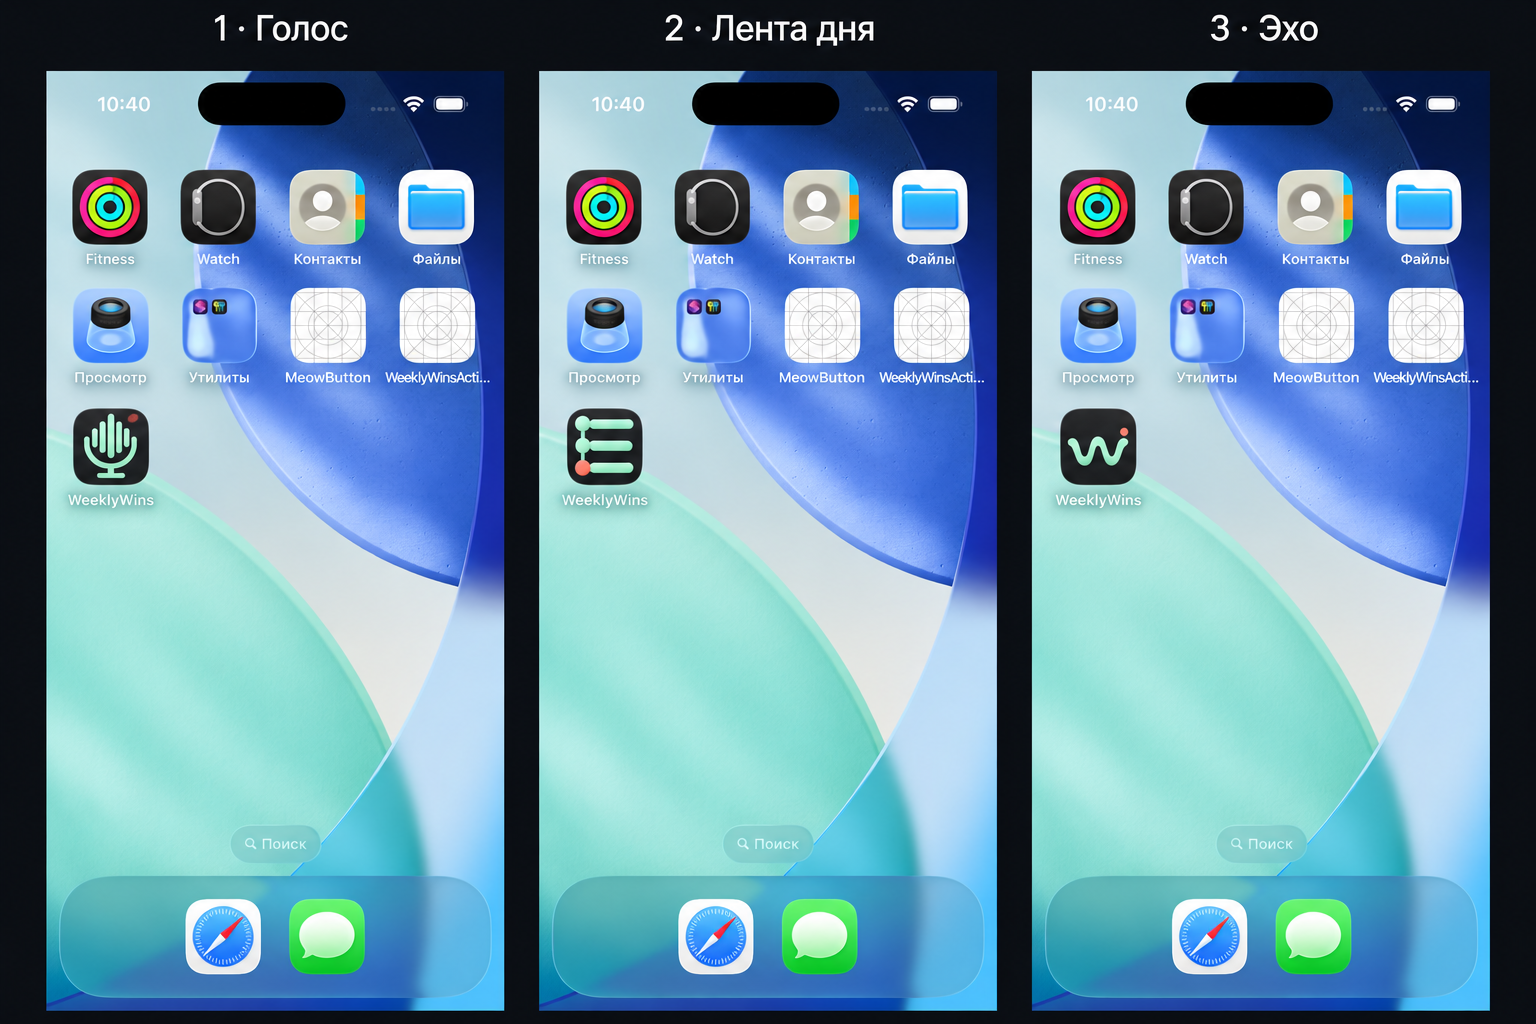 1 · Голос
2 · Лента дня
3 · Эхо
10:40
Fitness
Watch
Контакты
Файлы
Просмотр
Утилиты
MeowButton
WeeklyWinsActi...
WeeklyWins
Поиск
10:40
Fitness
Watch
Контакты
Файлы
Просмотр
Утилиты
MeowButton
WeeklyWinsActi...
WeeklyWins
Поиск
10:40
Fitness
Watch
Контакты
Файлы
Просмотр
Утилиты
MeowButton
WeeklyWinsActi...
WeeklyWins
Поиск